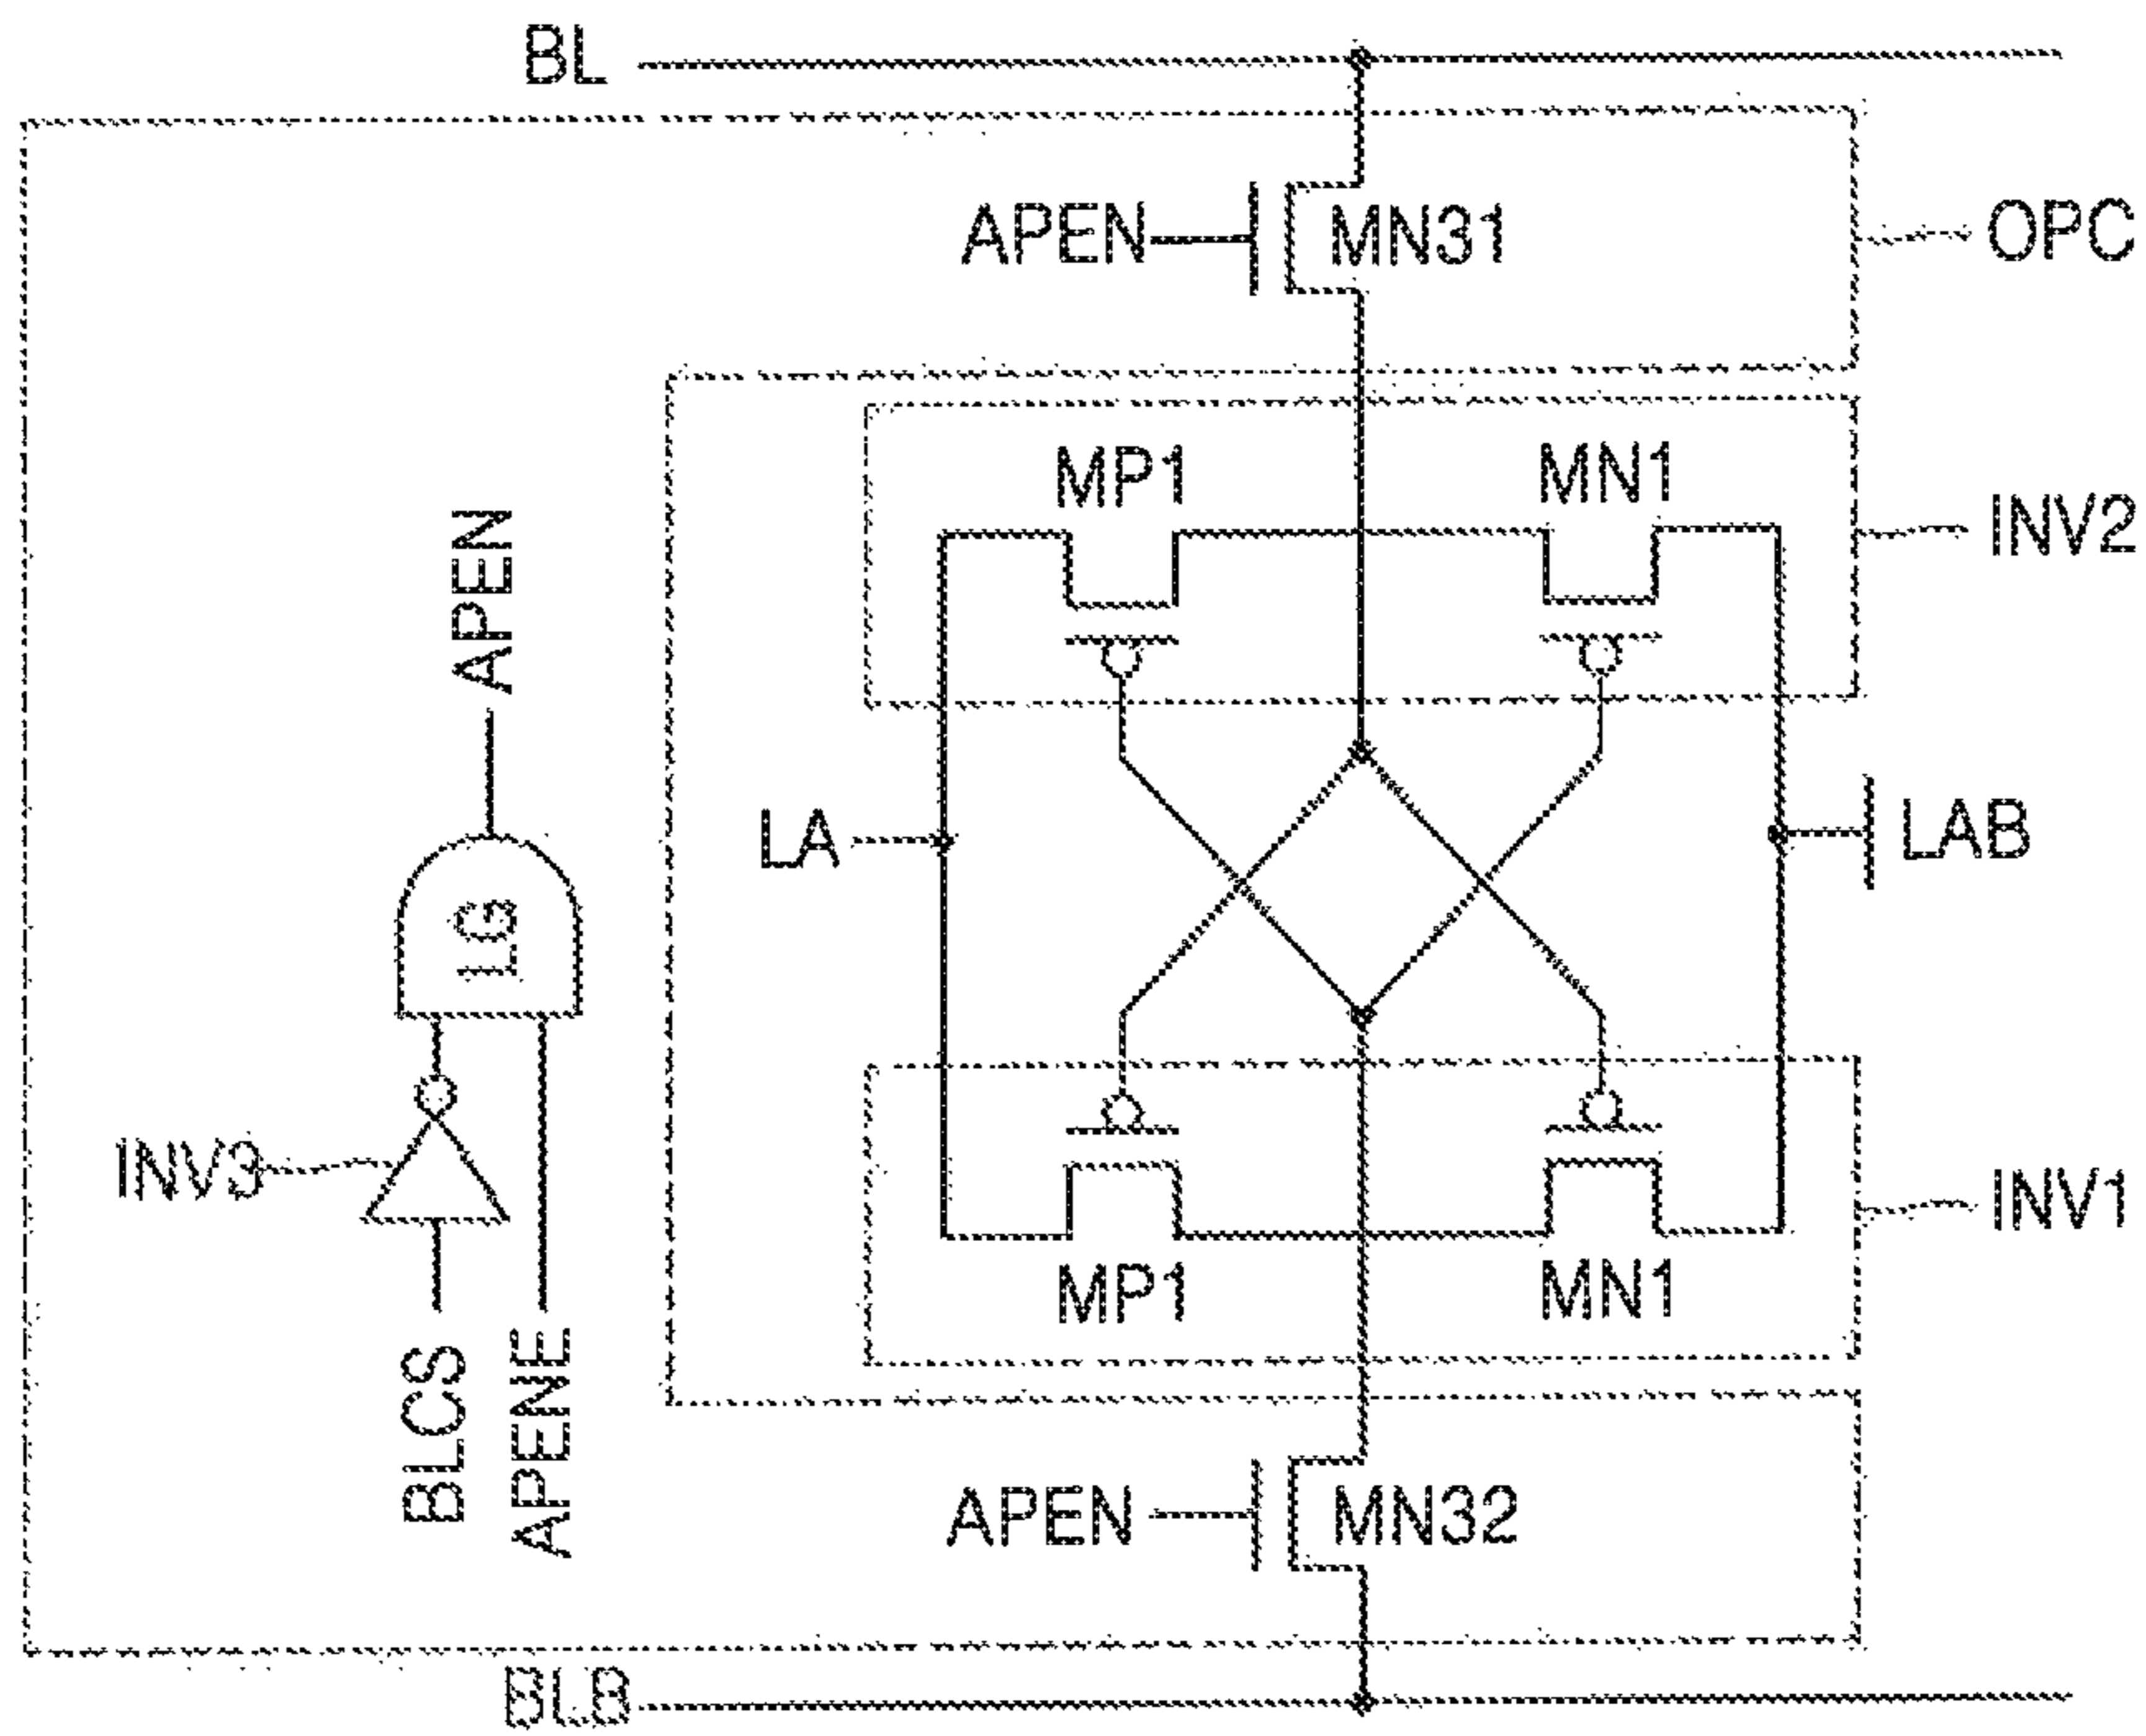 BL
APEN
MN31
OPC
MP1
MN1
INV2
APEN
LA
LAB
LG
INV3
INV1
MP1
MN1
BLCS
APENE
APEN
MN32
BLB